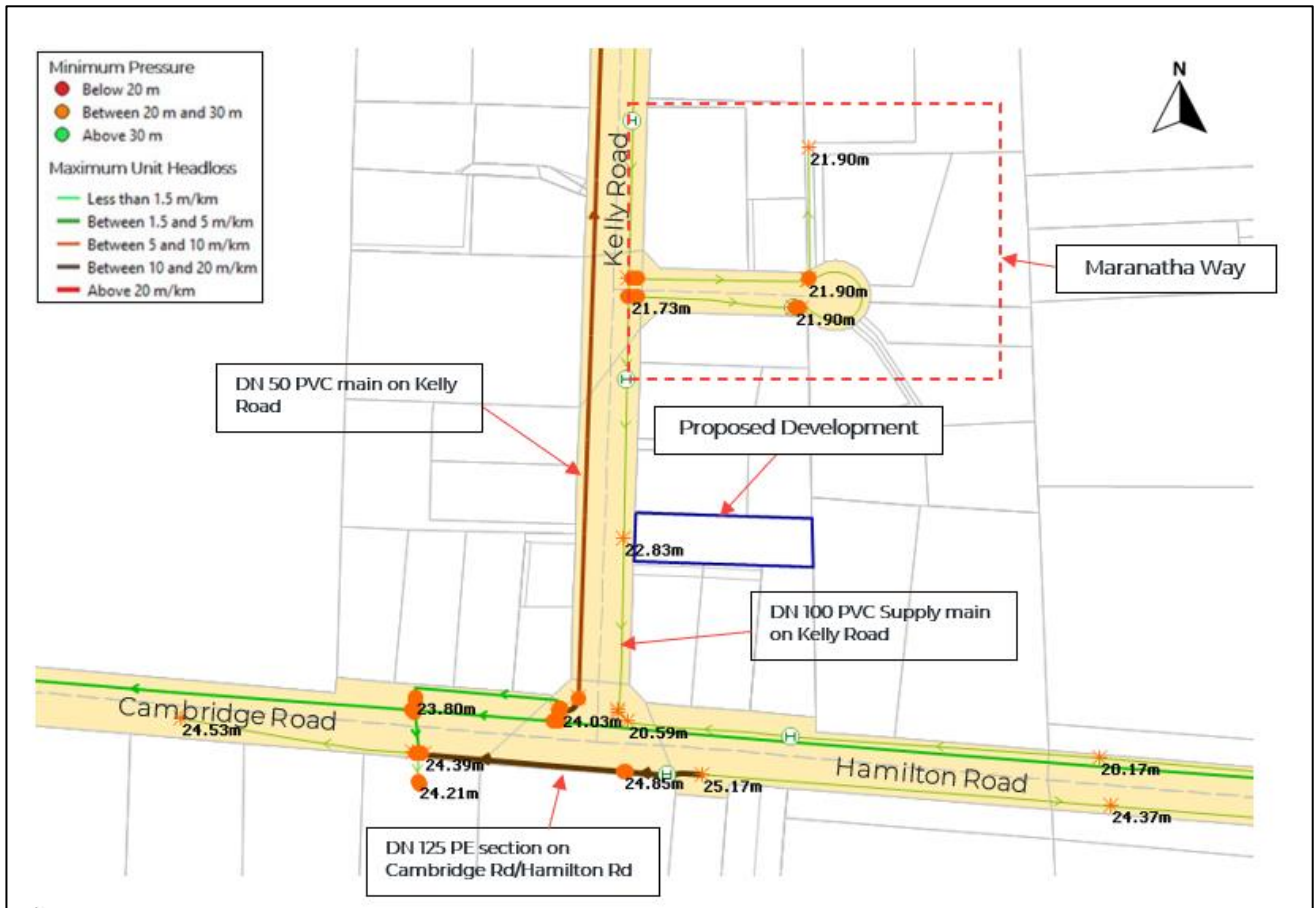 Minimum Pressure
Below 20 m
Between 20 m and 30 m
Above 30 m
Maximum Unit Headloss
Less than 1.5 m/km
Between 1.5 and 5 m/km
Between 5 and 10 m/km
Between 10 and 20 m/km
Above 20 m/km
N
H
Kelly Road
21.90m
Maranatha Way
21.90m
21.73m
21.90m
H
DN 50 PVC main on Kelly
Road
Proposed Development
22.83m
DN 100 PVC Supply main
on Kelly Road
Cambridge Road
23.80m
24.03m
20.59m
H
24.53m
20.17m
24.39m
24.85m
H
25.17m
Hamilton Road
24.21m
24.37m
DN 125 PE section on
Cambridge Rd/Hamilton Rd